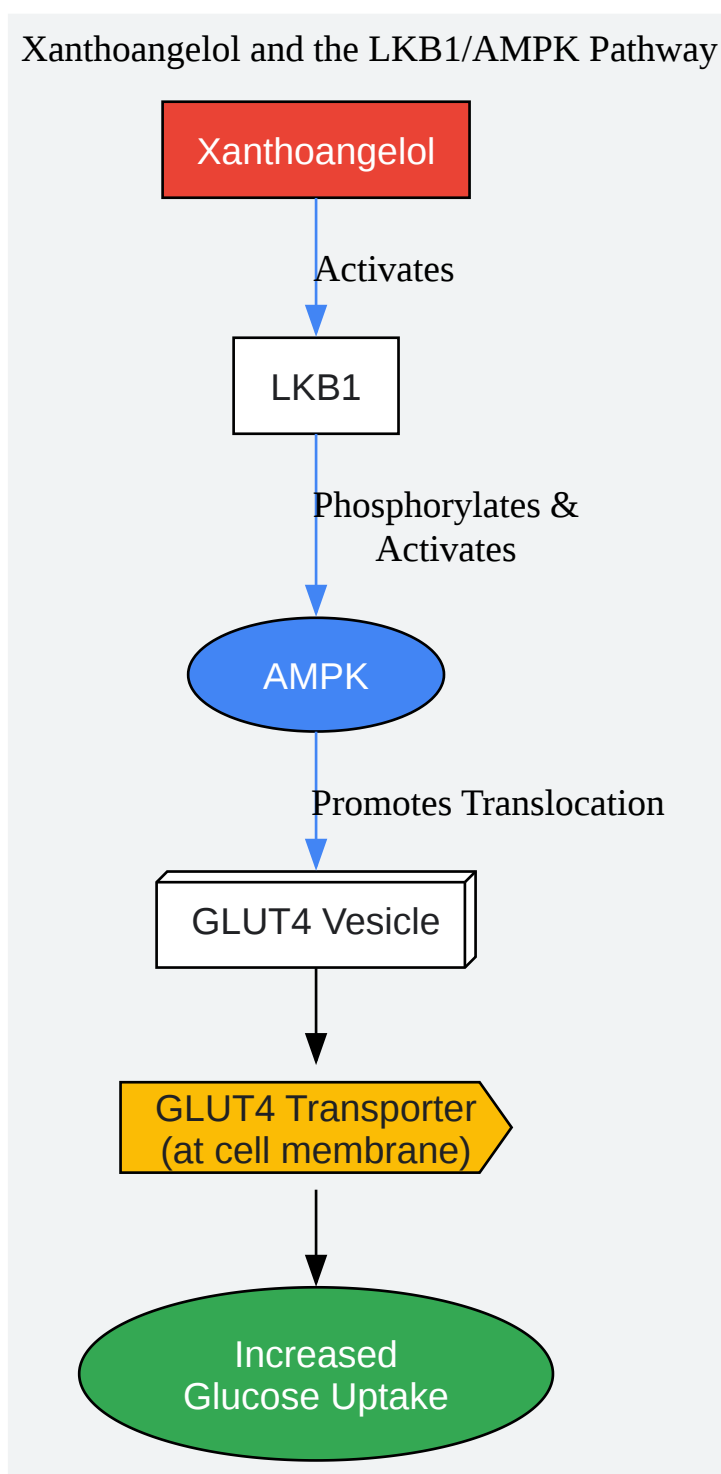 Xanthoangelol and the LKB1/AMPK Pathway
Xanthoangelol
Activates
LKB1
Phosphorylates &
Activates
AMPK
Promotes Translocation
GLUT4 Vesicle
GLUT4 Transporter
(at cell membrane)
Increased
Glucose Uptake